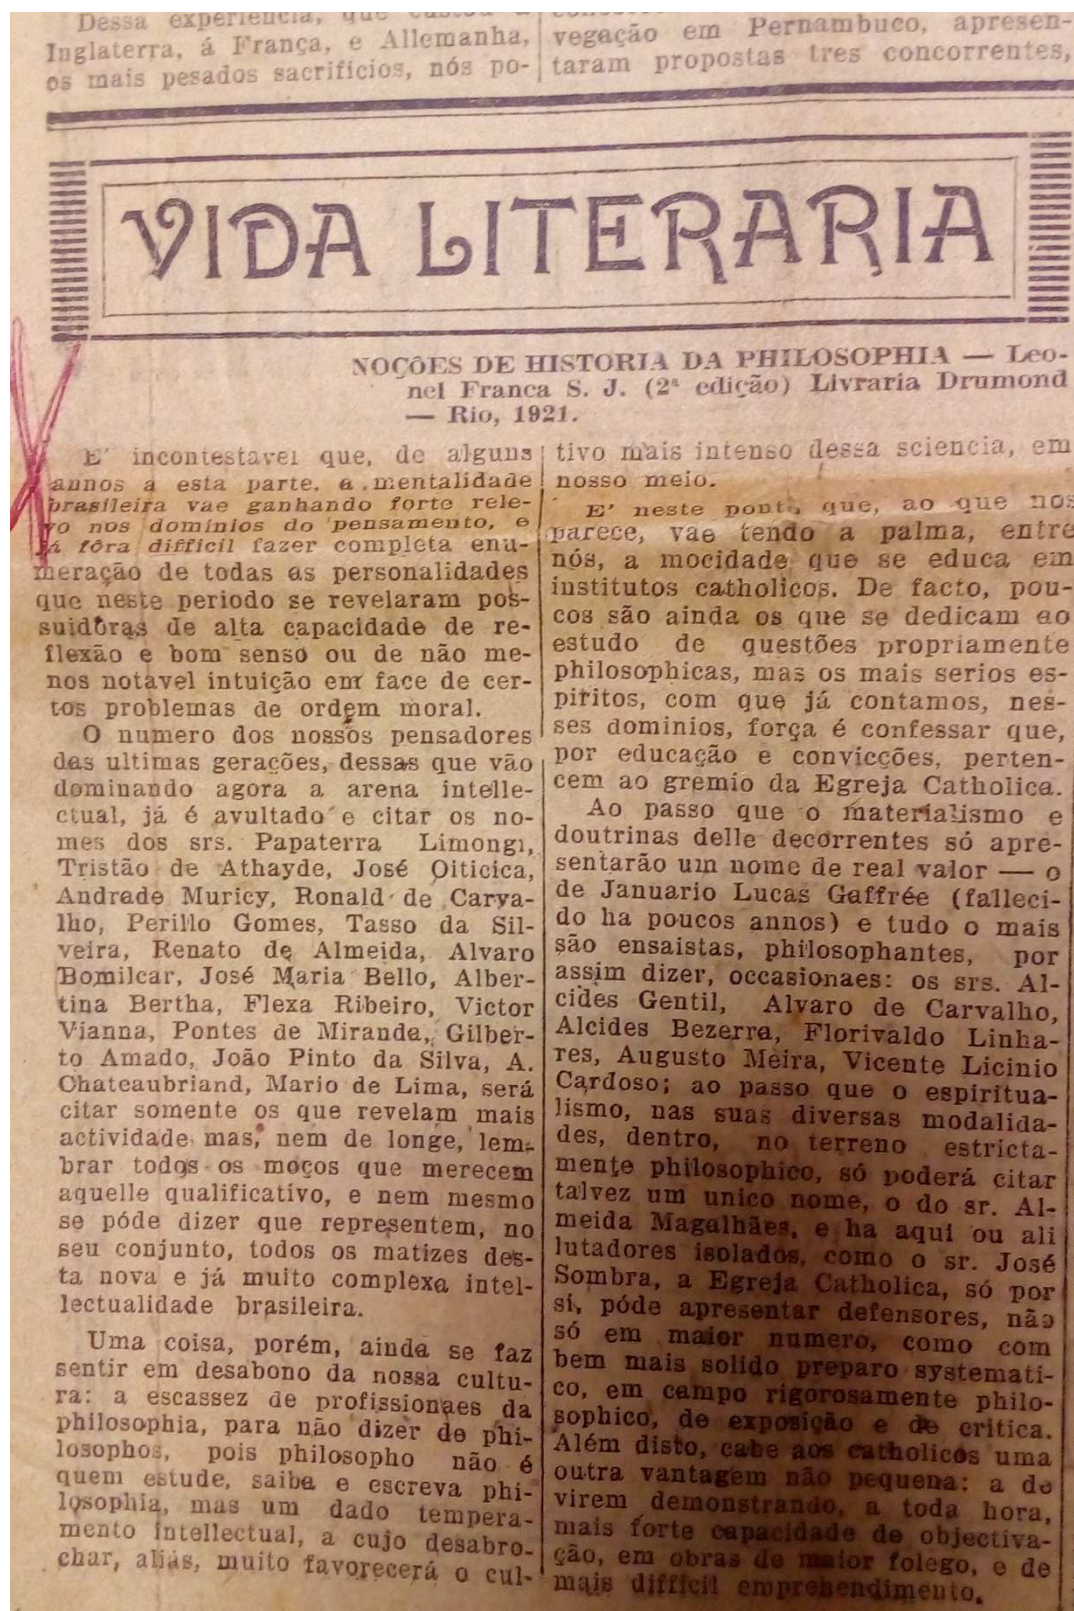 Dessa experiencia, que custou á
Inglaterra, á França, e Allemanha,
os mais pesados sacrificios, nós po-
vegação em Pernambuco, apresen-
taram propostas tres concorrentes,
VIDA LITERARIA
NOÇÕES DE HISTORIA DA PHILOSOPHIA — Leo-
nel Franca S. J. (2ª edição) Livraria Drumond
— Rio, 1921.
E' incontestavel que, de alguns
annos a esta parte, a mentalidade
brasileira vae ganhando forte rele-
vo nos dominios do pensamento, e
já fôra difficil fazer completa enu-
meração de todas as personalidades
que neste periodo se revelaram pos-
suidôras de alta capacidade de re-
flexão e bom senso ou de não me-
nos notavel intuição em face de cer-
tos problemas de ordem moral.
O numero dos nossos pensadores
das ultimas gerações, dessas que vão
dominando agora a arena intelle-
ctual, já é avultado e citar os no-
mes dos srs. Papaterra Limongi,
Tristão de Athayde, José Oiticica,
Andrade Muricy, Ronald de Carva-
lho, Perillo Gomes, Tasso da Sil-
veira, Renato de Almeida, Alvaro
Bomilcar, José Maria Bello, Alber-
tina Bertha, Flexa Ribeiro, Victor
Vianna, Pontes de Miranda, Gilber-
to Amado, João Pinto da Silva, A.
Chateaubriand, Mario de Lima, será
citar somente os que revelam mais
actividade mas, nem de longe, lem-
brar todos os moços que merecem
aquelle qualificativo, e nem mesmo
se póde dizer que representem, no
seu conjunto, todos os matizes des-
ta nova e já muito complexa intel-
lectualidade brasileira.
Uma coisa, porém, ainda se faz
sentir em desabono da nossa cultu-
ra: a escassez de profissionaes da
philosophia, para não dizer de phi-
losophos, pois philosopho não é
quem estude, saiba e escreva phi-
losophia, mas um dado tempera-
mento intellectual, a cujo desabro-
char, aliás, muito favorecerá o cul-
tivo mais intenso dessa sciencia, em
nosso meio.
E' neste ponto, que, ao que nos
parece, vae tendo a palma, entre
nós, a mocidade que se educa em
institutos catholicos. De facto, pou-
cos são ainda os que se dedicam ao
estudo de questões propriamente
philosophicas, mas os mais serios es-
piritos, com que já contamos, nes-
ses dominios, força é confessar que,
por educação e convicções, perten-
cem ao gremio da Egreja Catholica.
Ao passo que o materialismo e
doutrinas delle decorrentes só apre-
sentarão um nome de real valor — o
de Januario Lucas Gaffrée (falleci-
do ha poucos annos) e tudo o mais
são ensaistas, philosophantes, por
assim dizer, occasionaes: os srs. Al-
cides Gentil, Alvaro de Carvalho,
Alcides Bezerra, Florivaldo Linha-
res, Augusto Meira, Vicente Licinio
Cardoso; ao passo que o espiritua-
lismo, nas suas diversas modalida-
des, dentro, no terreno estricta-
mente philosophico, só poderá citar
talvez um unico nome, o do sr. Al-
meida Magalhães, e ha aqui ou ali
lutadores isolados, como o sr. José
Sombra, a Egreja Catholica, só por
si, póde apresentar defensores, não
só em maior numero, como com
bem mais solido preparo systemati-
co, em campo rigorosamente philo-
sophico, de exposição e de critica.
Além disto, cabe aos catholicos uma
outra vantagem não pequena: a de
virem demonstrando, a toda hora,
mais forte capacidade de objectiva-
ção, em obras de maior folego, e de
mais difficil emprehendimento.